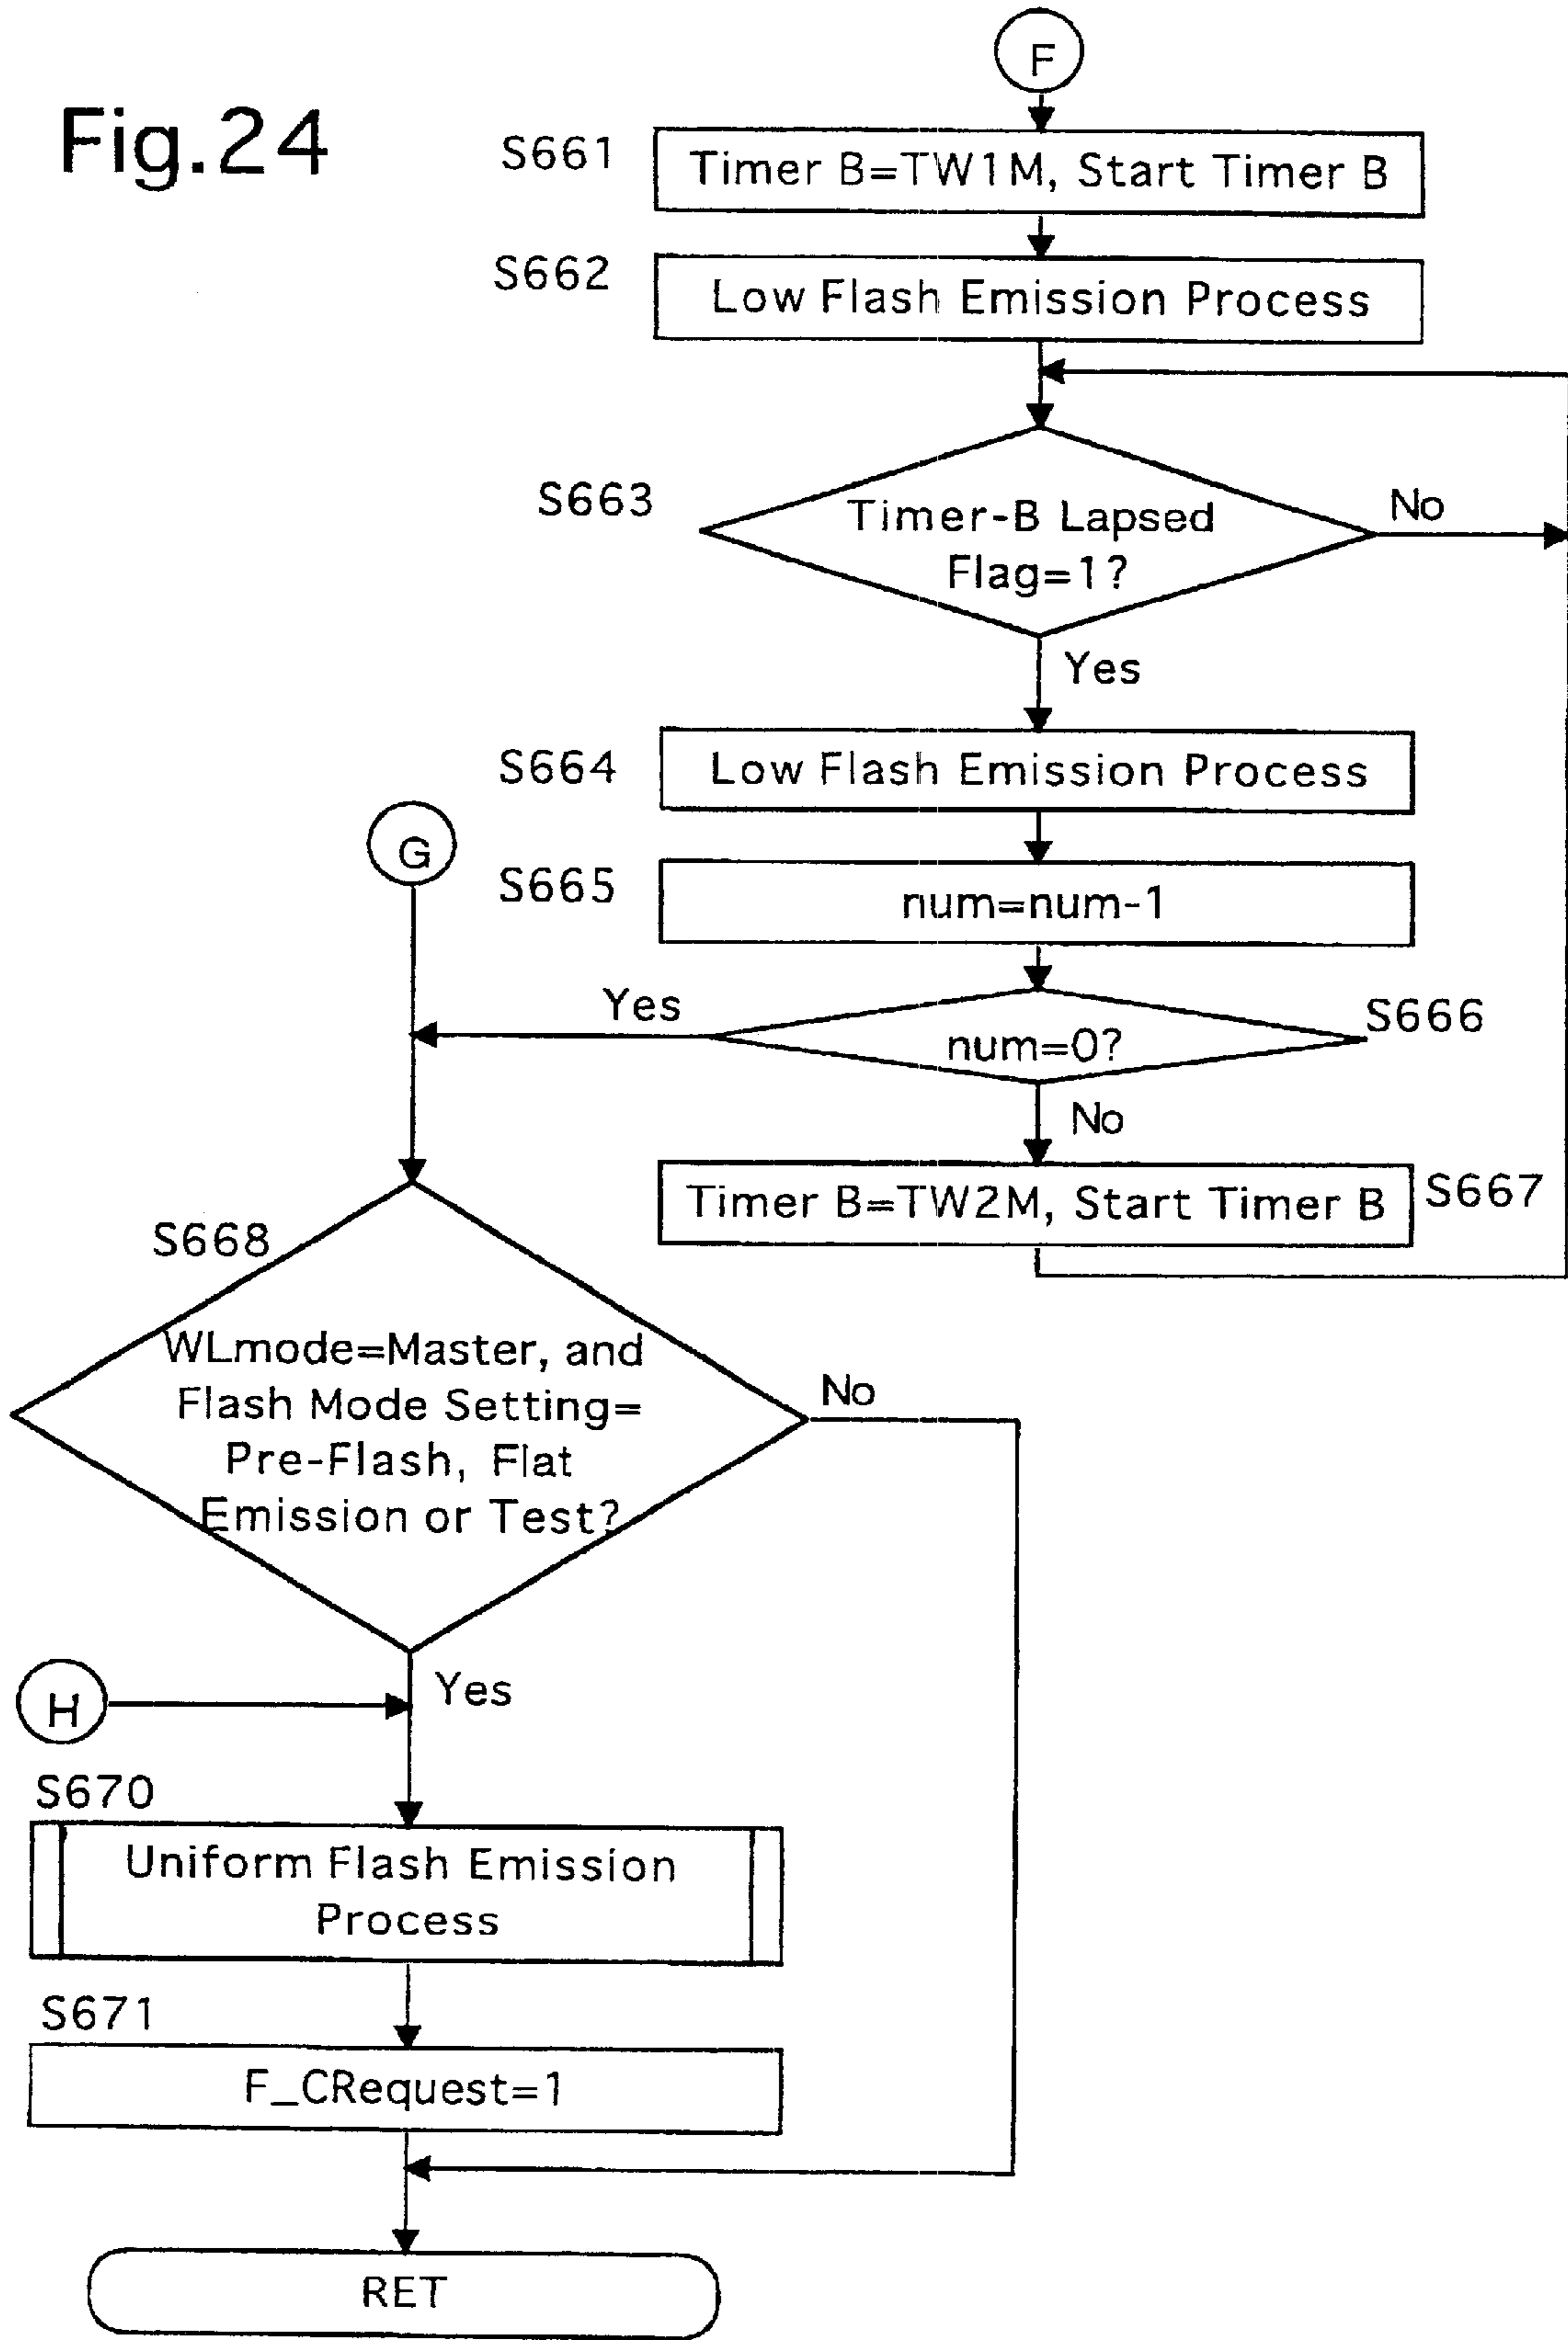 Fig.24
F
S661
Timer B=TW1M, Start Timer B
S662
Low Flash Emission Process
S663
Timer-B Lapsed
Flag=1?
No
Yes
S664
Low Flash Emission Process
G
S665
num=num-1
Yes
num=0?
S666
No
Timer B=TW2M, Start Timer B
S667
S668
WLmode=Master, and
Flash Mode Setting=
Pre-Flash, Flat
Emission or Test?
No
Yes
H
S670
Uniform Flash Emission
Process
S671
F_CRequest=1
RET